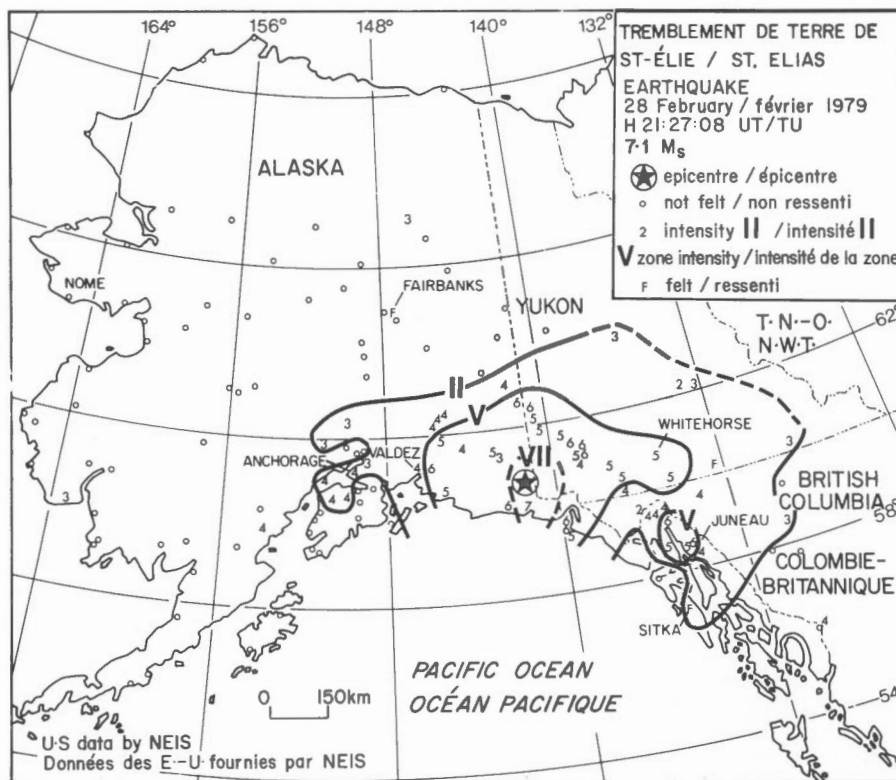 164°
156°
148°
140°
132°
TREMBLEMENT DE TERRE DE
ST-ÉLIE / ST. ELIAS
EARTHQUAKE
28 February / février 1979
H 21:27:08 UT/TU
7·1 Ms
epicentre / épicentre
○ not felt / non ressenti
2 intensity II / intensité II
V zone intensity / intensité de la zone
F felt / ressenti
ALASKA
NOME
FAIRBANKS
F
YUKON
T.N.-O.
N.W.T.
62°
II
V
WHITEHORSE
VALDEZ
ANCHORAGE
VII
F
BRITISH
COLUMBIA
58°
V
JUNEAU
COLOMBIE-
BRITANNIQUE
F
SITKA
PACIFIC OCEAN
OCÉAN PACIFIQUE
54°
0 150km
U·S data by NEIS
Données des E.-U. fournies par NEIS